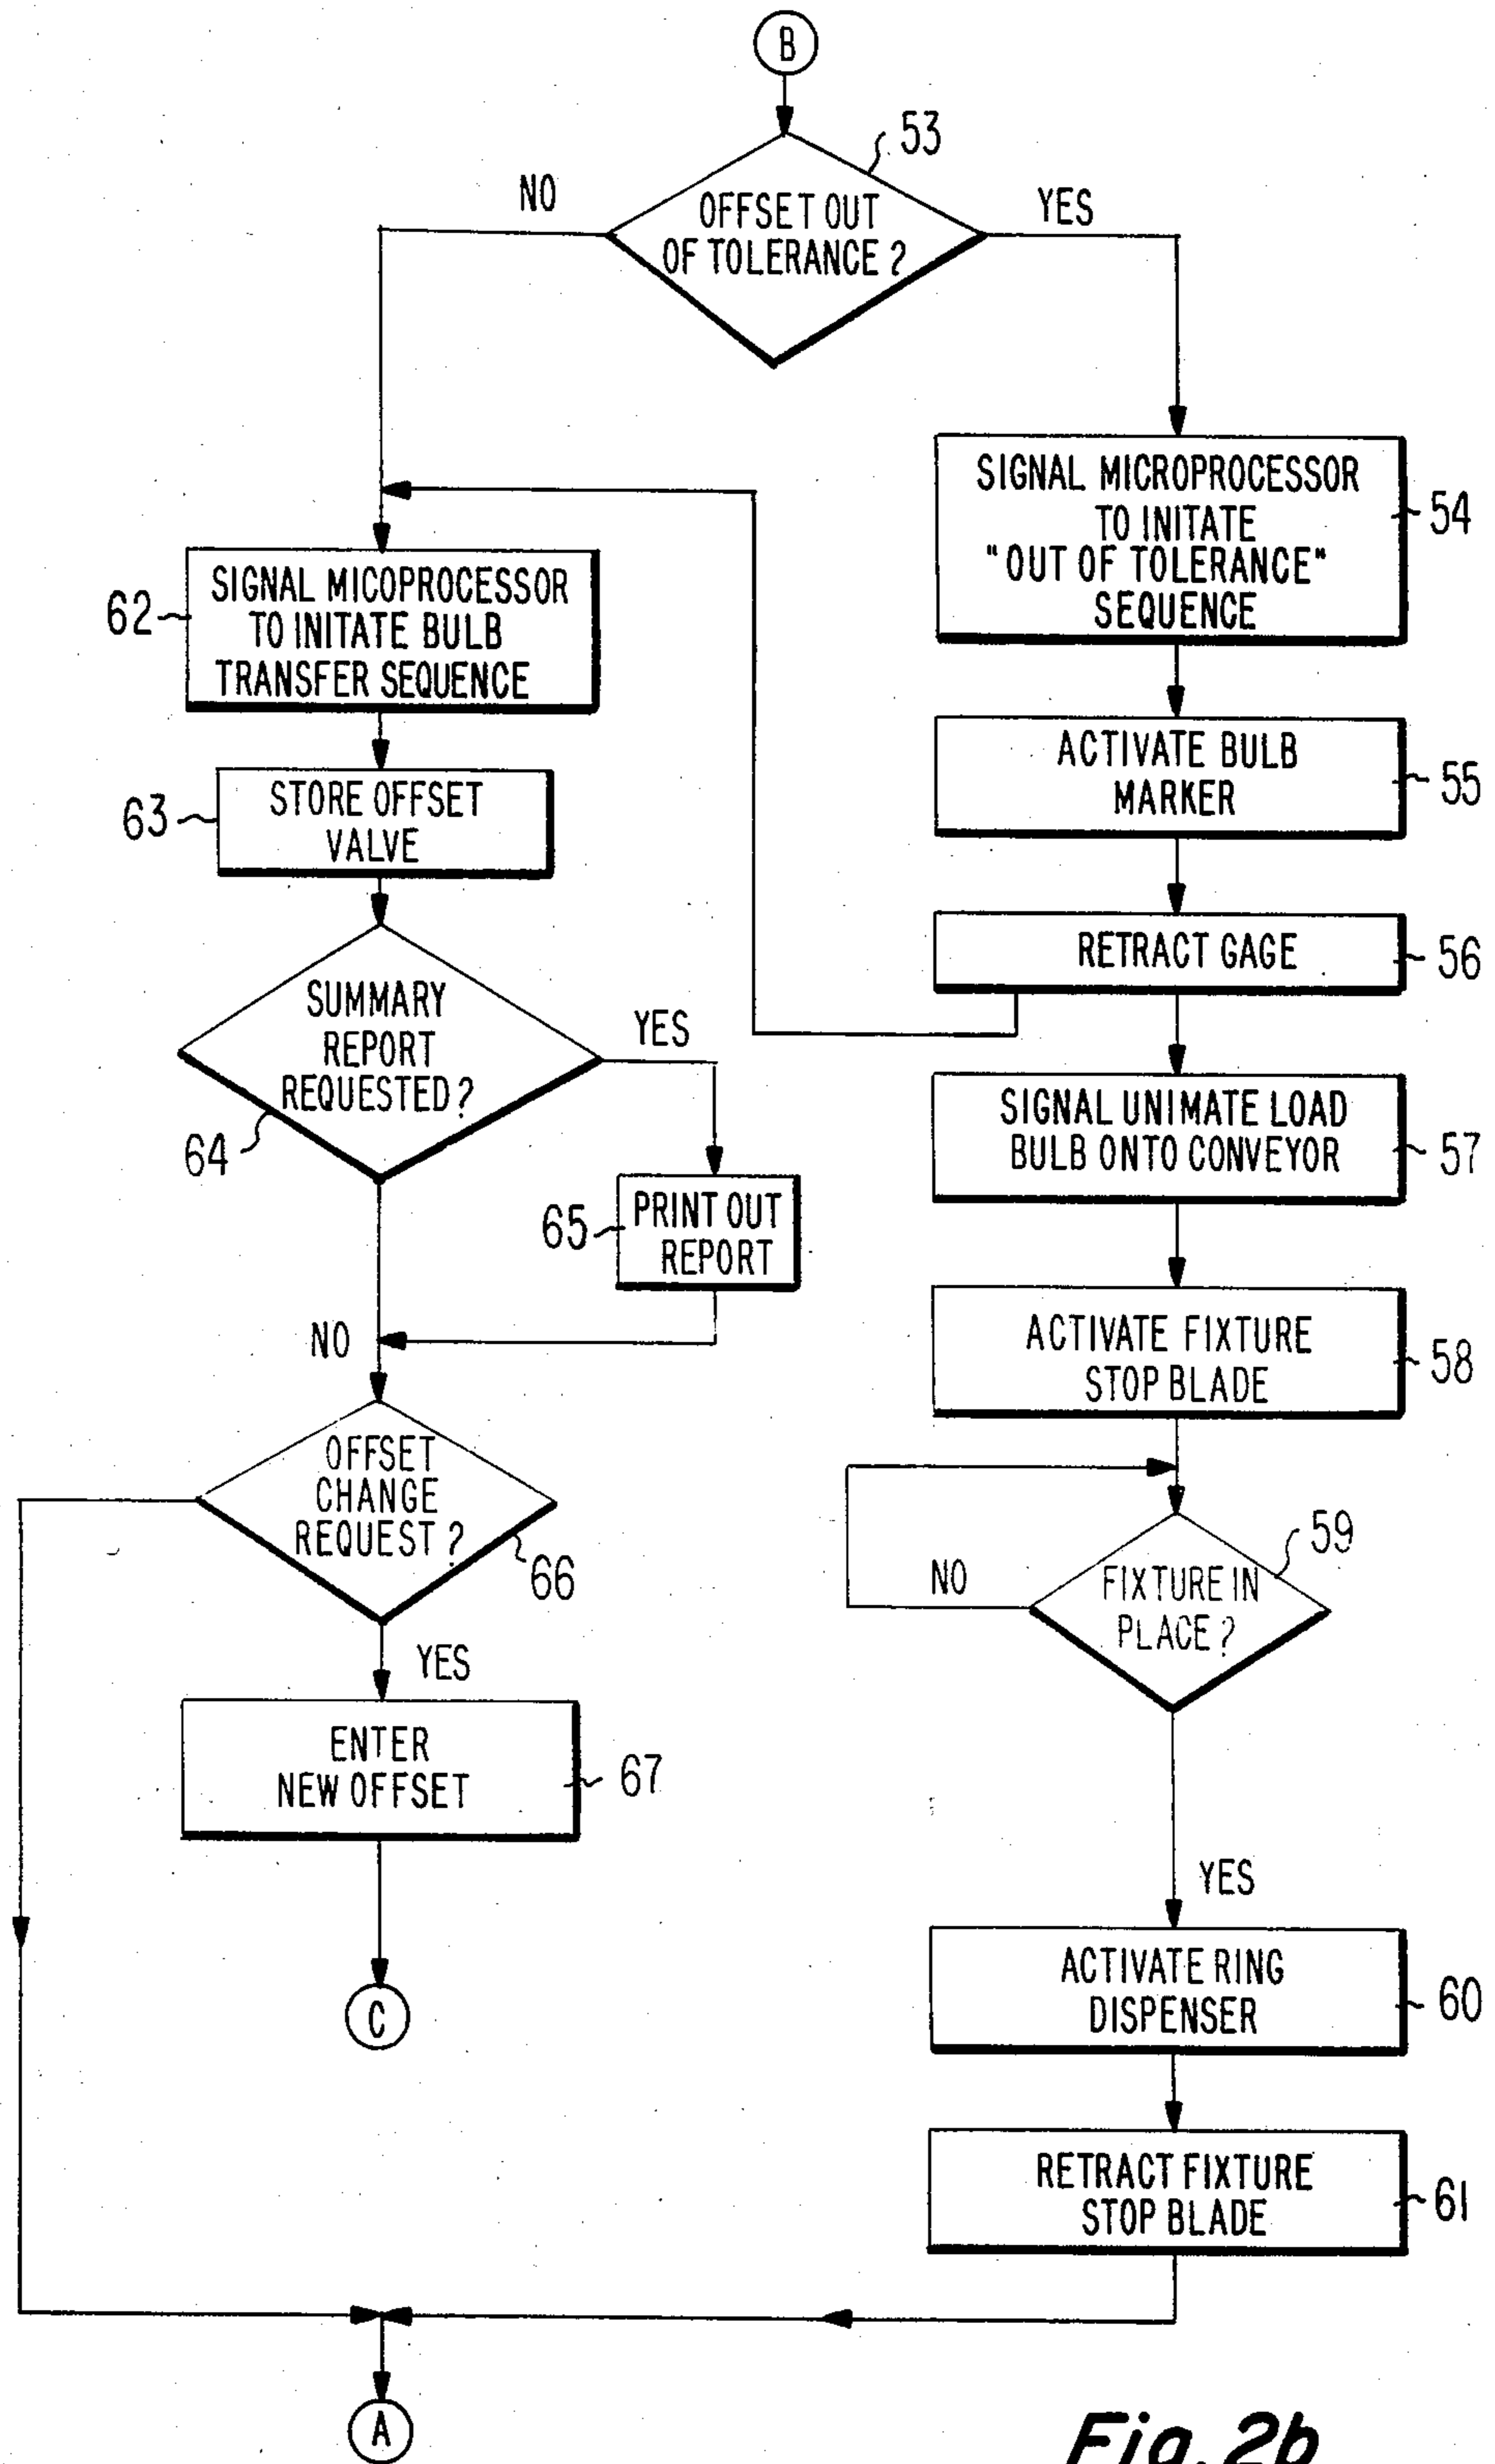 B
53
NO
OFFSET OUT
OF TOLERANCE ?
YES
SIGNAL MICROPROCESSOR
TO INITATE
"OUT OF TOLERANCE"
SEQUENCE
54
62
SIGNAL MICOPROCESSOR
TO INITATE BULB
TRANSFER SEQUENCE
ACTIVATE BULB
MARKER
55
63
STORE OFFSET
VALVE
RETRACT GAGE
56
SUMMARY
REPORT
REQUESTED ?
YES
64
SIGNAL UNIMATE LOAD
BULB ONTO CONVEYOR
57
65
PRINT OUT
REPORT
NO
ACTIVATE FIXTURE
STOP BLADE
58
OFFSET
CHANGE
REQUEST ?
66
59
NO
FIXTURE IN
PLACE ?
YES
ENTER
NEW OFFSET
67
YES
C
ACTIVATE RING
DISPENSER
60
RETRACT FIXTURE
STOP BLADE
61
A
Fig. 2b